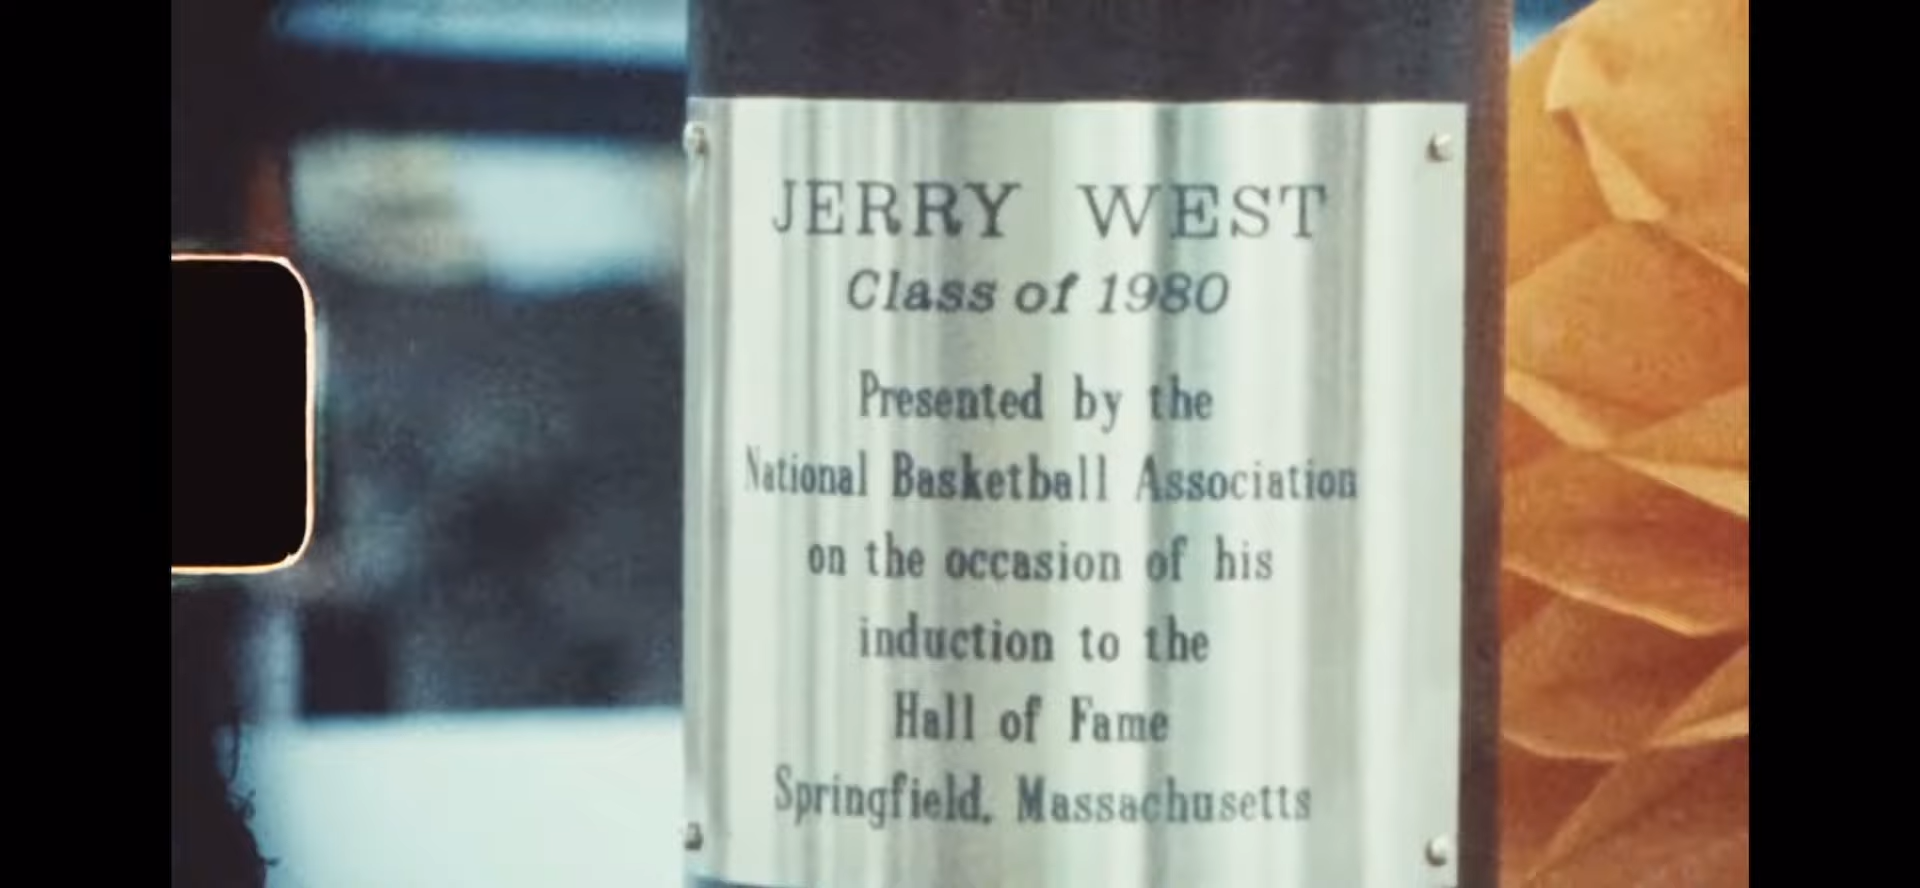 JERRY WEST
Class of 1980
Presented by the
National Basketball Association
on the occasion of his
induction to the
Hall of Fame
Springfield, Massachusetts